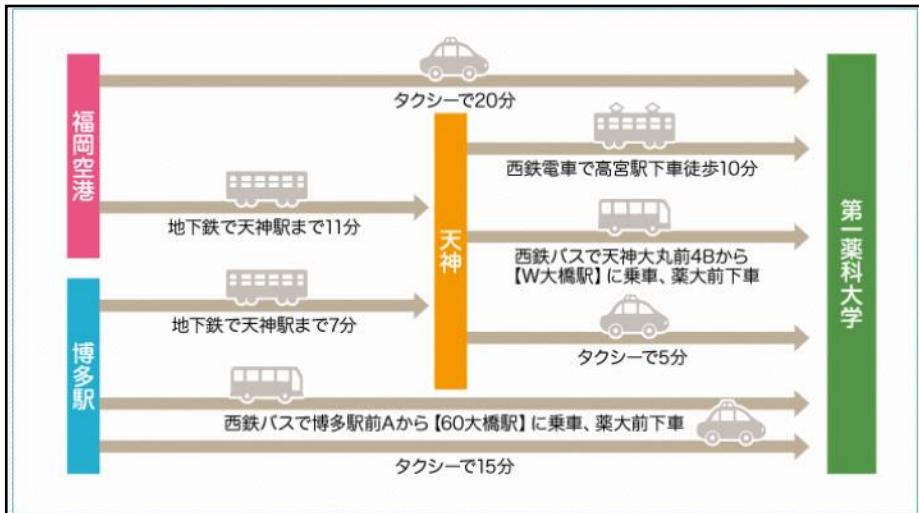 福岡空港
タクシーで20分
地下鉄で天神駅まで11分
博多駅
地下鉄で天神駅まで7分
西鉄バスで博多駅前Aから【60大橋駅】に乗車、薬大前下車
タクシーで15分
天神
西鉄電車で高宮駅下車徒歩10分
西鉄バスで天神大丸前4Bから
【W大橋駅】に乗車、薬大前下車
タクシーで5分
第一薬科大学